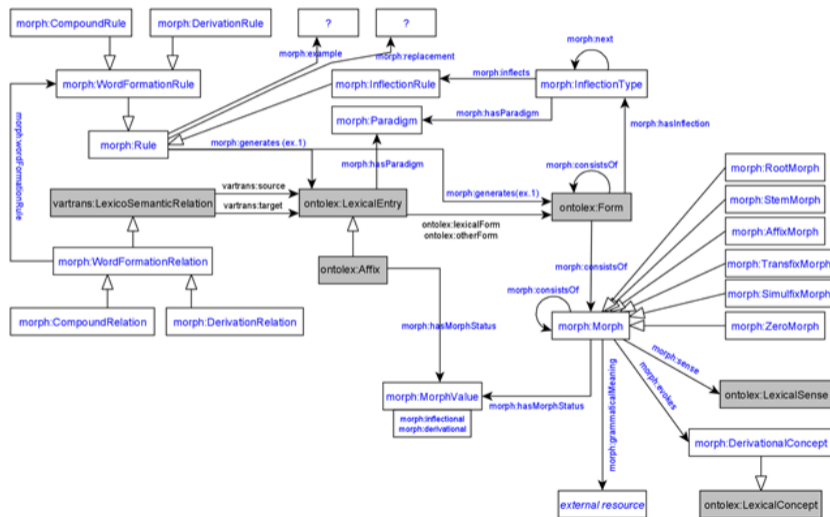 morph:CompoundRule
morph:DerivationRule
?
?
morph:next
morph:example
morph:replacement
morph:WordFormationRule
morph:InflectionRule
morph:inflects
morph:InflectionType
morph:hasParadigm
morph:Paradigm
morph:hasInflection
morph:Rule
morph:generates (ex.1)
morph:wordFormationRule
morph:hasParadigm
morph:consistsOf
morph:RootMorph
vartrans:source
morph:generates(ex.1)
vartrans:LexicoSemanticRelation
ontolex:LexicalEntry
ontolex:Form
morph:StemMorph
vartrans:target
ontolex:lexicalForm
ontolex:otherForm
morph:AffixMorph
morph:WordFormationRelation
ontolex:Affix
morph:consistsOf
morph:TransfixMorph
morph:consistsOf
morph:SimulfixMorph
morph:CompoundRelation
morph:DerivationRelation
morph:hasMorphStatus
morph:Morph
morph:ZeroMorph
morph:sense
morph:evokes
morph:MorphValue
morph:hasMorphStatus
morph:grammaticalMeaning
ontolex:LexicalSense
morph:inflectional
morph:derivational
morph:DerivationalConcept
external resource
ontolex:LexicalConcept